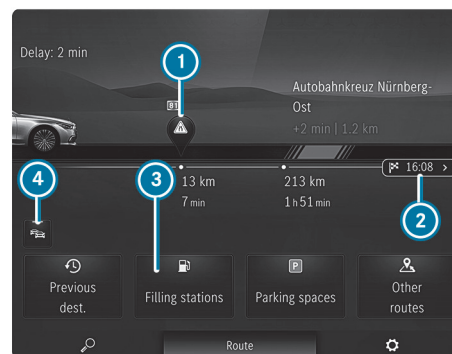 Delay: 2 min
1
Autobahnkreuz Nürnberg-
Ost
+2 min | 1.2 km
16:08 >
4
3
13 km
213 km
7 min
1 h 51 min
2
Previous
dest.
Filling stations
P
Parking spaces
Other
routes
Route